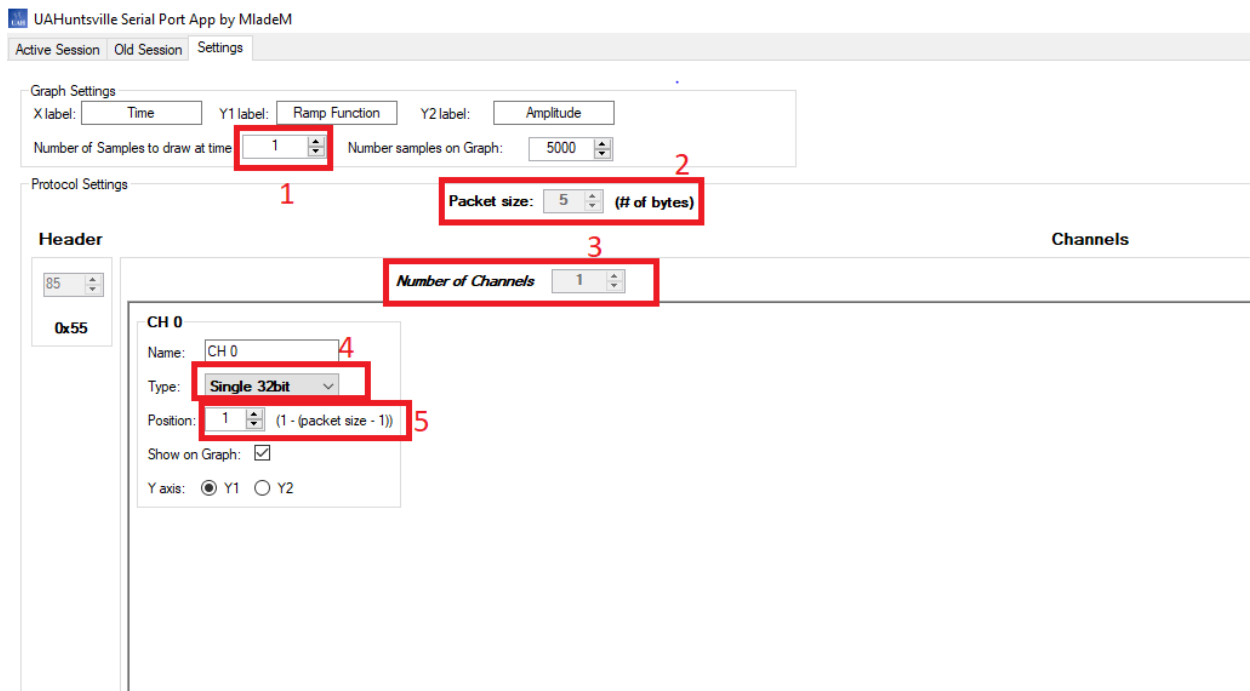 UAHuntsville Serial Port App by MladeM
Active Session Old Session Settings
Graph Settings
X label: Time Y1 label: Ramp Function Y2 label: Amplitude
Number of Samples to draw at time 1 Number samples on Graph: 5000
1
2
Protocol Settings
Packet size: 5 (# of bytes)
Header
Channels
3
85
Number of Channels 1
0x55
CH 0
Name: CH 0
4
Type: Single 32bit
Position: 1 (1 - (packet size - 1))
5
Show on Graph:
Y axis: Y1 Y2